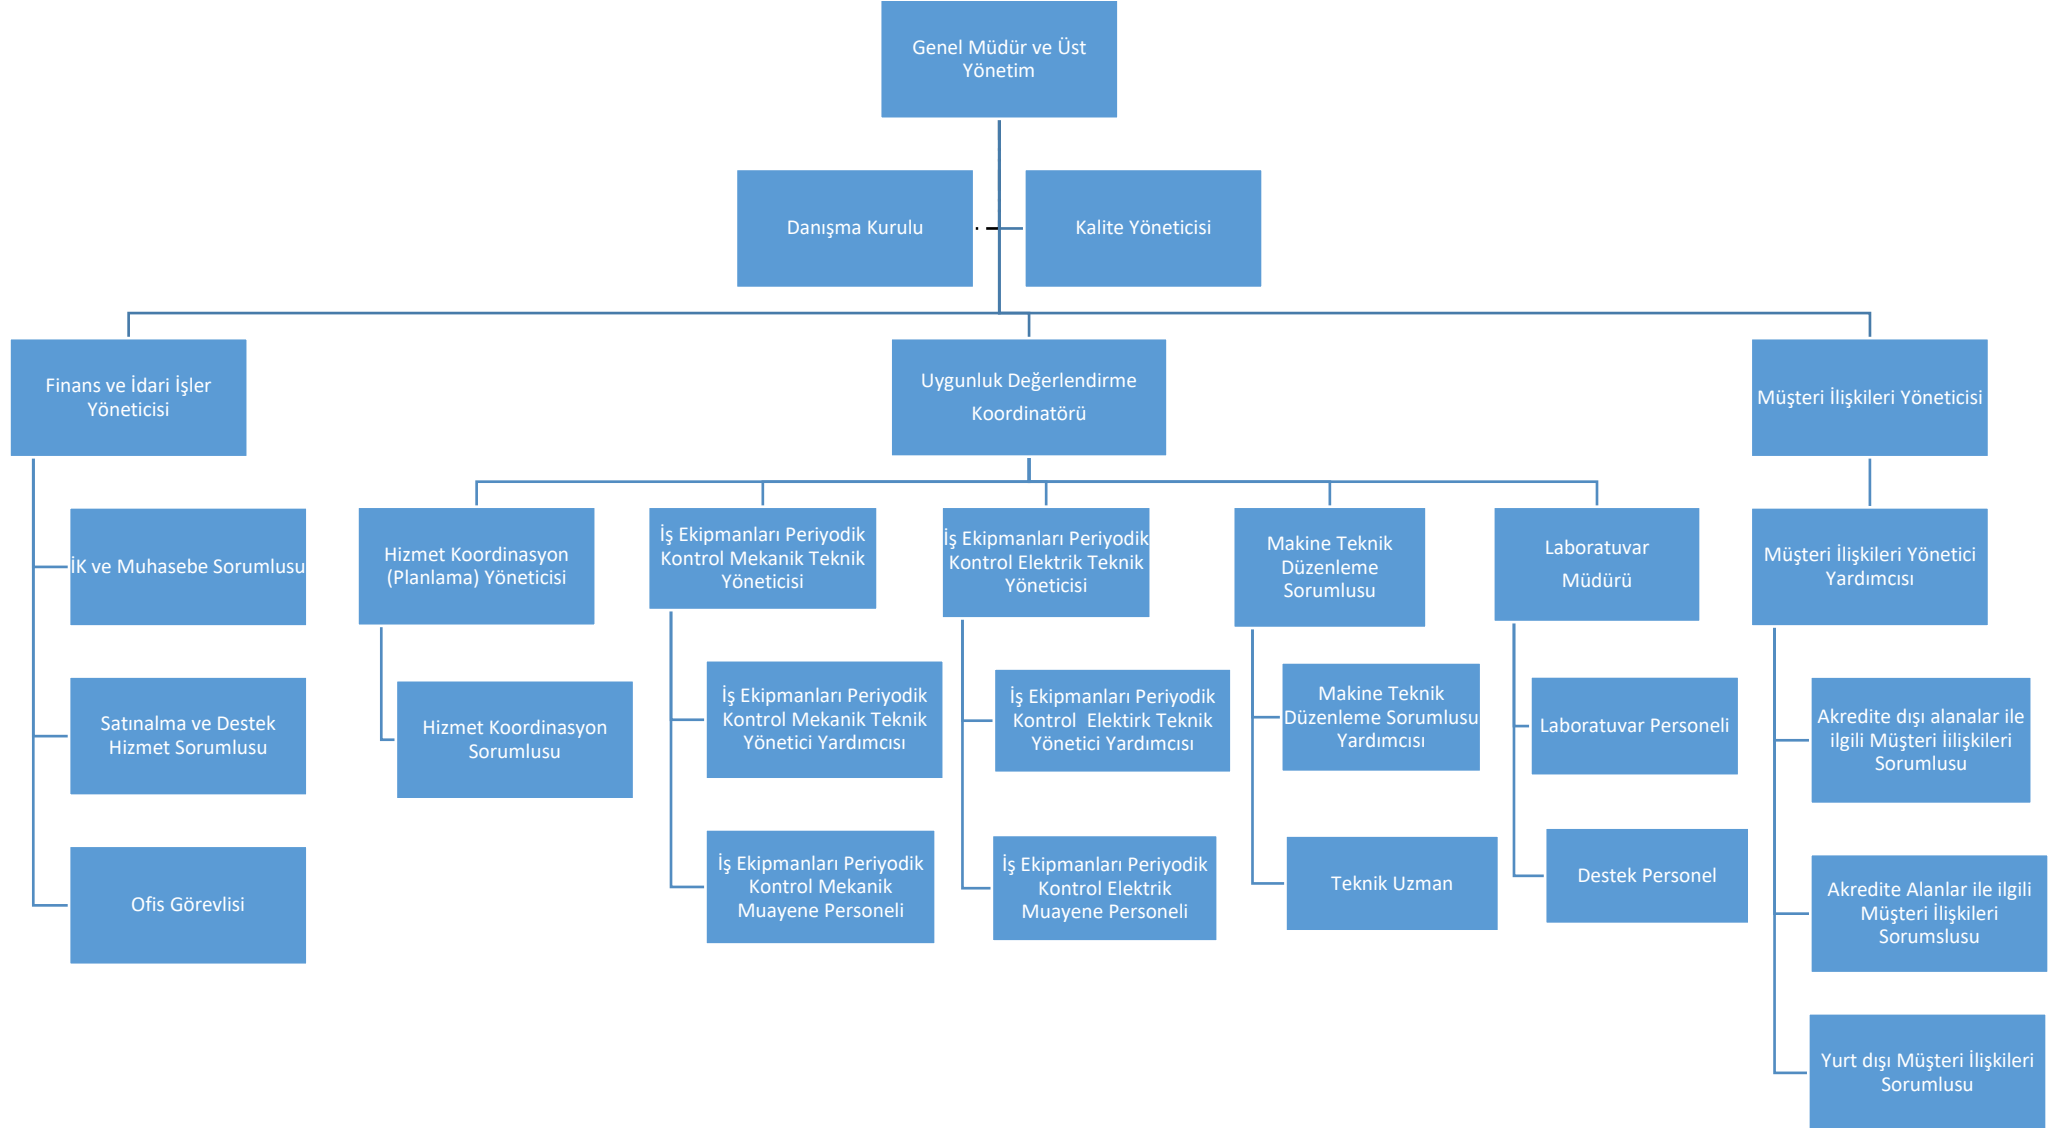 Genel Müdür ve Üst
Yönetim
Danışma Kurulu
Kalite Yöneticisi
Finans ve İdari İşler
Yöneticisi
Uygunluk Değerlendirme
Koordinatörü
Müşteri İlişkileri Yöneticisi
İK ve Muhasebe Sorumlusu
Satınalma ve Destek
Hizmet Sorumlusu
Ofis Görevlisi
Hizmet Koordinasyon
(Planlama) Yöneticisi
Hizmet Koordinasyon
Sorumlusu
İş Ekipmanları Periyodik
Kontrol Mekanik Teknik
Yöneticisi
İş Ekipmanları Periyodik
Kontrol Mekanik Teknik
Yönetici Yardımcısı
İş Ekipmanları Periyodik
Kontrol Mekanik
Muayene Personeli
İş Ekipmanları Periyodik
Kontrol Elektrik Teknik
Yöneticisi
İş Ekipmanları Periyodik
Kontrol  Elektirk Teknik
Yönetici Yardımcısı
İş Ekipmanları Periyodik
Kontrol Elektrik
Muayene Personeli
Makine Teknik
Düzenleme
Sorumlusu
Makine Teknik
Düzenleme Sorumlusu
Yardımcısı
Teknik Uzman
Laboratuvar
Müdürü
Laboratuvar Personeli
Destek Personel
Müşteri İlişkileri Yönetici
Yardımcısı
Akredite dışı alanalar ile
ilgili Müşteri İilişkileri
Sorumlusu
Akredite Alanlar ile ilgili
Müşteri İlişkileri
Sorumslusu
Yurt dışı Müşteri İlişkileri
Sorumlusu